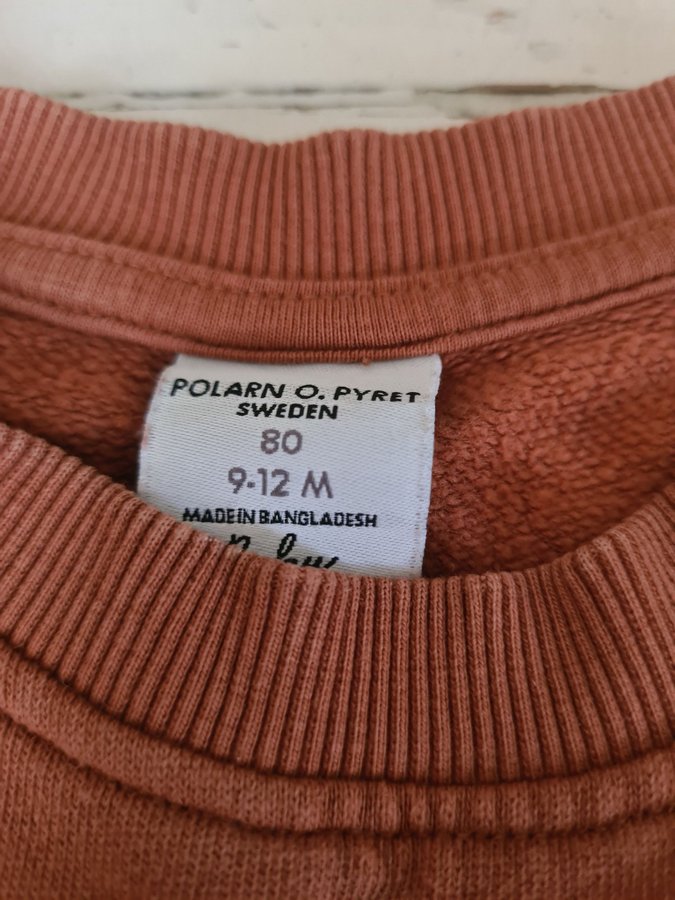 POLARN O. PYRET
SWEDEN
80
9-12 M
MADE IN BANGLADESH